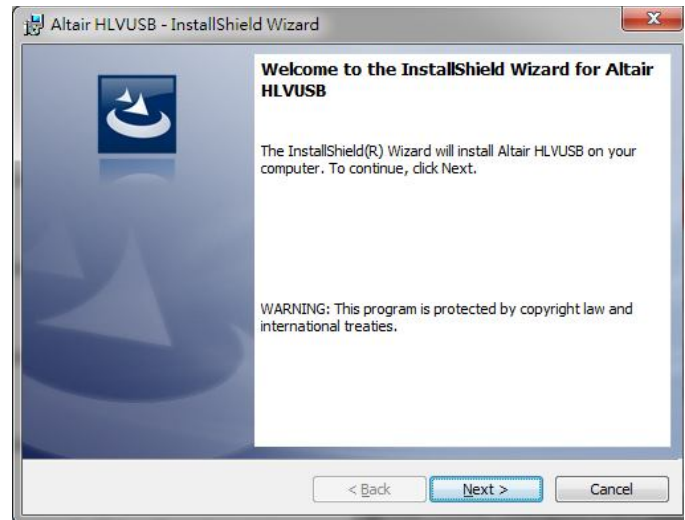 Altair HLVUSB - InstallShield Wizard
Welcome to the InstallShield Wizard for Altair
HLVUSB
The InstallShield(R) Wizard will install Altair HLVUSB on your
computer. To continue, click Next.
WARNING: This program is protected by copyright law and
international treaties.
< Back
Next >
Cancel